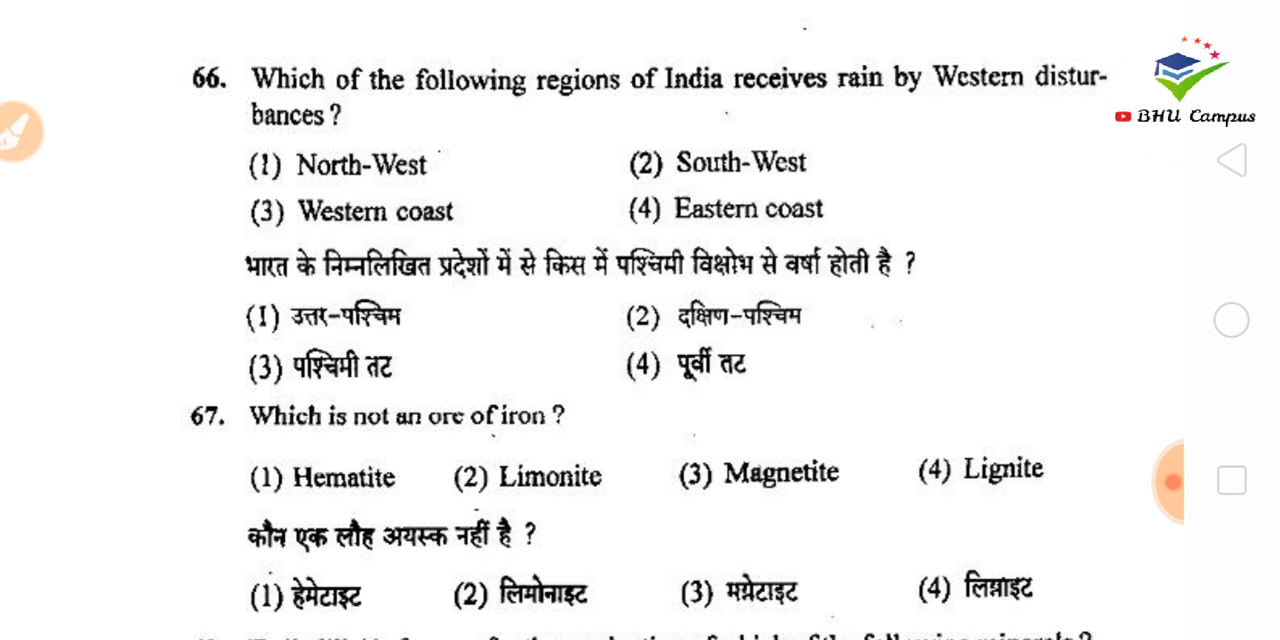 66. Which of the following regions of India receives rain by Western distur-
bances ?
(1) North-West (2) South-West
(3) Western coast (4) Eastern coast
भारत के निम्नलिखित प्रदेशों में से किस में पश्चिमी विक्षोभ से वर्षा होती है ?
(1) उत्तर-पश्चिम (2) दक्षिण-पश्चिम
(3) पश्चिमी तट (4) पूर्वी तट
67. Which is not an ore of iron ?
(1) Hematite (2) Limonite (3) Magnetite (4) Lignite
कौन एक लौह अयस्क नहीं है ?
(1) हेमेटाइट (2) लिमोनाइट (3) मग्नेटाइट (4) लिग्नाइट
BHU Campus